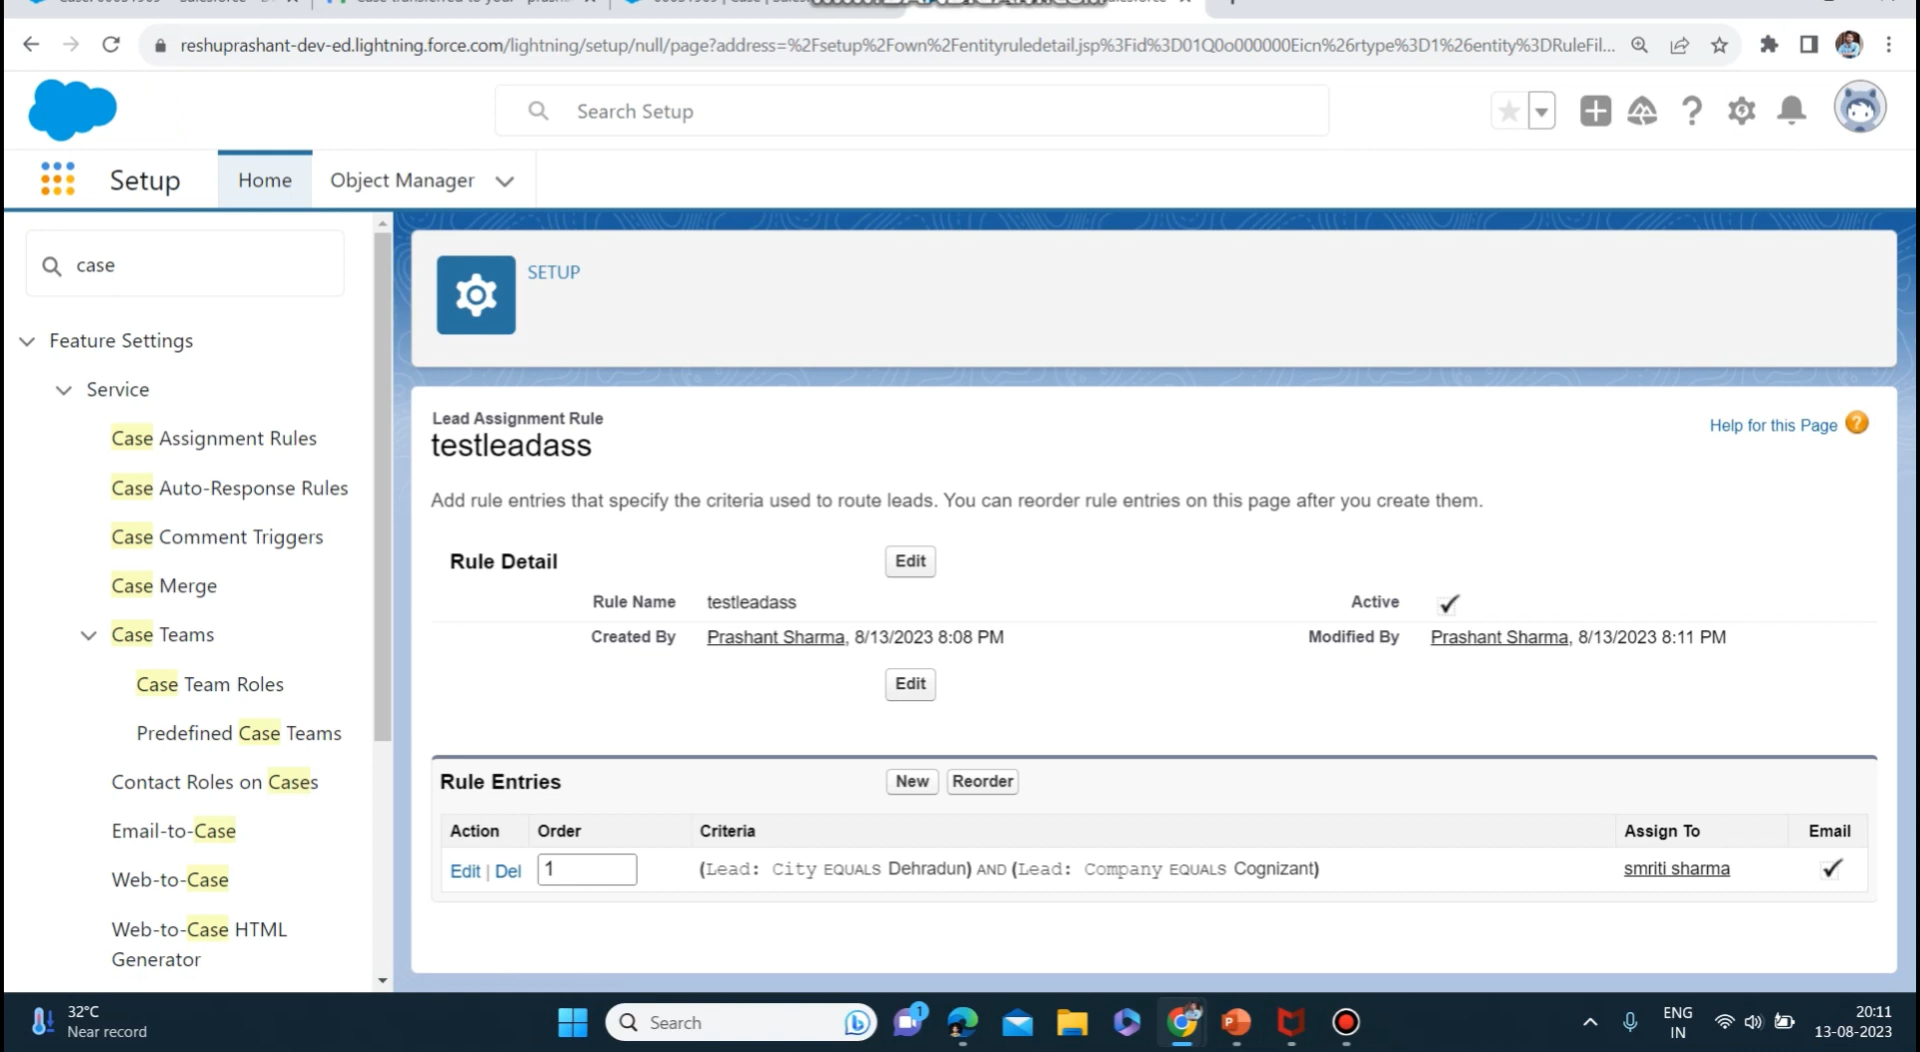 reshuprashant-dev-ed.lightning.force.com/lightning/setup/null/page?address=%2Fsetup%2Fown%2Fentityruledetail.jsp%3Fid%3D01Q0o000000Eicn%26rtype%3D1%26entity%3DRuleFil...
Search Setup
Setup
Home
Object Manager
case
SETUP
Feature Settings
Service
Case Assignment Rules
Case Auto-Response Rules
Case Comment Triggers
Case Merge
Case Teams
Case Team Roles
Predefined Case Teams
Contact Roles on Cases
Email-to-Case
Web-to-Case
Web-to-Case HTML
Generator
Lead Assignment Rule
testleadass
Help for this Page ?
Add rule entries that specify the criteria used to route leads. You can reorder rule entries on this page after you create them.
Rule Detail
Edit
Rule Name testleadass
Active
Created By Prashant Sharma, 8/13/2023 8:08 PM
Modified By Prashant Sharma, 8/13/2023 8:11 PM
Edit
Rule Entries
New
Reorder
Action Order Criteria Assign To Email
Edit | Del 1 (Lead: City EQUALS Dehradun) AND (Lead: Company EQUALS Cognizant) smriti sharma
32°C
Near record
Search
1
ENG
IN
20:11
13-08-2023